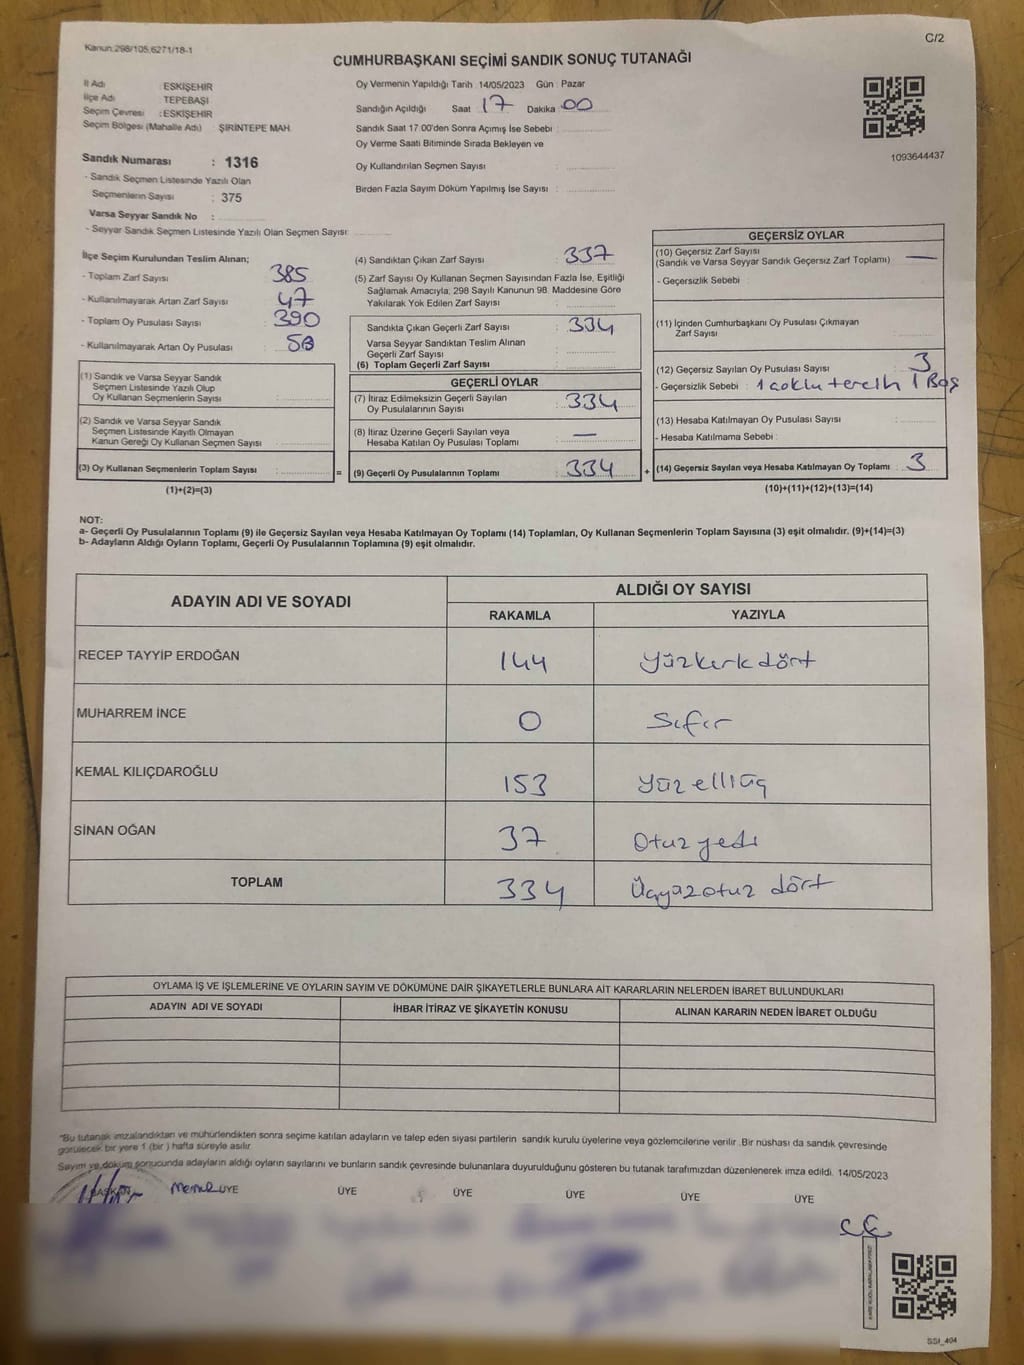 Kanun:298/105,6271/18-1
C/2
CUMHURBAŞKANI SEÇİMİ SANDIK SONUÇ TUTANAĞI
İl Adı : ESKİŞEHİR
İlçe Adı : TEPEBAŞI
Seçim Çevresi : ESKİŞEHİR
Seçim Bölgesi (Mahalle Adı) : ŞİRİNTEPE MAH.
Sandık Numarası : 1316
- Sandık Seçmen Listesinde Yazılı Olan
Seçmenlerin Sayısı : 375
Varsa Seyyar Sandık No :
- Seyyar Sandık Seçmen Listesinde Yazılı Olan Seçmen Sayısı:
Oy Vermenin Yapıldığı Tarih 14/05/2023 Gün : Pazar
Sandığın Açıldığı Saat 17 Dakika 00
Sandık Saat 17.00'den Sonra Açımış İse Sebebi :
Oy Verme Saati Bitiminde Sırada Bekleyen ve
Oy Kullandırılan Seçmen Sayısı :
Birden Fazla Sayım Döküm Yapılmış İse Sayısı :
1093644437
İlçe Seçim Kurulundan Teslim Alınan;
- Toplam Zarf Sayısı : 385
- Kullanılmayarak Artan Zarf Sayısı : 47
- Toplam Oy Pusulası Sayısı : 390
- Kullanılmayarak Artan Oy Pusulası :
(1) Sandık ve Varsa Seyyar Sandık
Seçmen Listesinde Yazılı Olup
Oy Kullanan Seçmenlerin Sayısı :
(2) Sandık ve Varsa Seyyar Sandık
Seçmen Listesinde Kayıtlı Olmayan
Kanun Gereği Oy Kullanan Seçmen Sayısı :
(3) Oy Kullanan Seçmenlerin Toplam Sayısı :
(1)+(2)=(3)
(4) Sandıktan Çıkan Zarf Sayısı : 337
(5) Zarf Sayısı Oy Kullanan Seçmen Sayısından Fazla İse, Eşitliği
Sağlamak Amacıyla, 298 Sayılı Kanunun 98. Maddesine Göre
Yakılarak Yok Edilen Zarf Sayısı :
Sandıkta Çıkan Geçerli Zarf Sayısı : 334
Varsa Seyyar Sandıktan Teslim Alınan
Geçerli Zarf Sayısı :
(6) Toplam Geçerli Zarf Sayısı :
GEÇERLİ OYLAR
(7) İtiraz Edilmeksizin Geçerli Sayılan
Oy Pusulalarının Sayısı : 334
(8) İtiraz Üzerine Geçerli Sayılan veya
Hesaba Katılan Oy Pusulası Toplamı : —
= (9) Geçerli Oy Pusulalarının Toplamı : 334 +
GEÇERSİZ OYLAR
(10) Geçersiz Zarf Sayısı
(Sandık ve Varsa Seyyar Sandık Geçersiz Zarf Toplamı) : —
- Geçersizlik Sebebi :
(11) İçinden Cumhurbaşkanı Oy Pusulası Çıkmayan
Zarf Sayısı :
(12) Geçersiz Sayılan Oy Pusulası Sayısı : 3
- Geçersizlik Sebebi : 1 çoklu tercih 1 Boş
(13) Hesaba Katılmayan Oy Pusulası Sayısı :
- Hesaba Katılmama Sebebi :
(14) Geçersiz Sayılan veya Hesaba Katılmayan Oy Toplamı : 3
(10)+(11)+(12)+(13)=(14)
NOT:
a- Geçerli Oy Pusulalarının Toplamı (9) ile Geçersiz Sayılan veya Hesaba Katılmayan Oy Toplamı (14) Toplamları, Oy Kullanan Seçmenlerin Toplam Sayısına (3) eşit olmalıdır. (9)+(14)=(3)
b- Adayların Aldığı Oyların Toplamı, Geçerli Oy Pusulalarının Toplamına (9) eşit olmalıdır.
ADAYIN ADI VE SOYADI ALDIĞI OY SAYISI
RAKAMLA YAZIYLA
RECEP TAYYİP ERDOĞAN 144 Yüzkırkdört
MUHARREM İNCE 0 Sıfır
KEMAL KILIÇDAROĞLU 153 Yüzelliüç
SİNAN OĞAN 37 Otuzyedi
TOPLAM 334 Üçyüzotuz dört
OYLAMA İŞ VE İŞLEMLERİNE VE OYLARIN SAYIM VE DÖKÜMÜNE DAİR ŞİKAYETLERLE BUNLARA AİT KARARLARIN NELERDEN İBARET BULUNDUKLARI
ADAYIN ADI VE SOYADI İHBAR İTİRAZ VE ŞİKAYETİN KONUSU ALINAN KARARIN NEDEN İBARET OLDUĞU
"Bu tutanak imzalandıktan ve mühürlendikten sonra seçime katılan adayların ve talep eden siyasi partilerin sandık kurulu üyelerine veya gözlemcilerine verilir .Bir nüshası da sandık çevresinde
görülecek bir yere 1 (bir ) hafta süreyle asılır.
Sayım ve döküm sonucunda adayların aldığı oyların sayılarını ve bunların sandık çevresinde bulunanlara duyurulduğunu gösteren bu tutanak tarafımızdan düzenlenerek imza edildi. 14/05/2023
BAŞKAN Memur ÜYE ÜYE ÜYE ÜYE ÜYE ÜYE
SSI_404